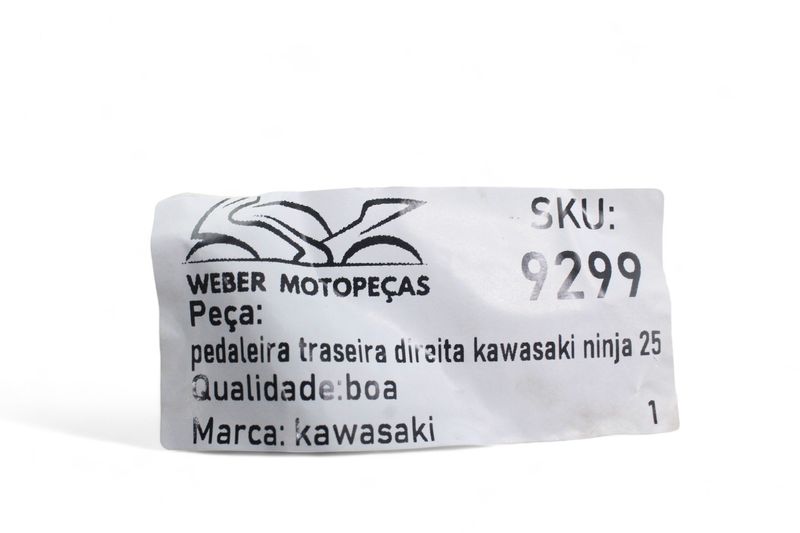 SKU:
9299
WEBER MOTOPEÇAS
Peça:
pedaleira traseira direita kawasaki ninja 25
Qualidade:boa
Marca: kawasaki
1